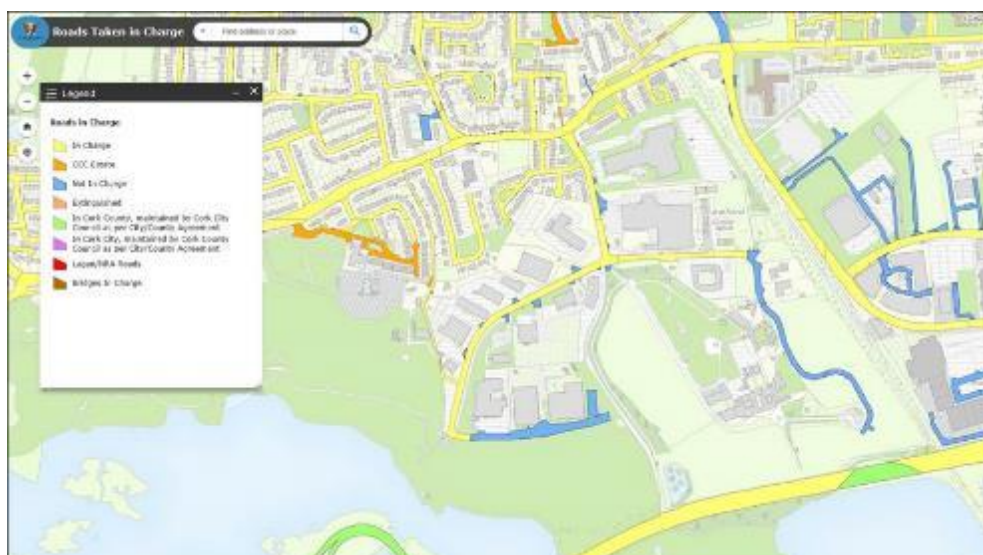 Roads Taken in Charge
Find address or place
Legend
Roads In Charge
In Charge
CCC Estate
Not In Charge
Extinguished
In Cork County, maintained by Cork City
Council as per City/County Agreement
In Cork City, maintained by Cork County
Council as per City/County Agreement
Bridges In Charge